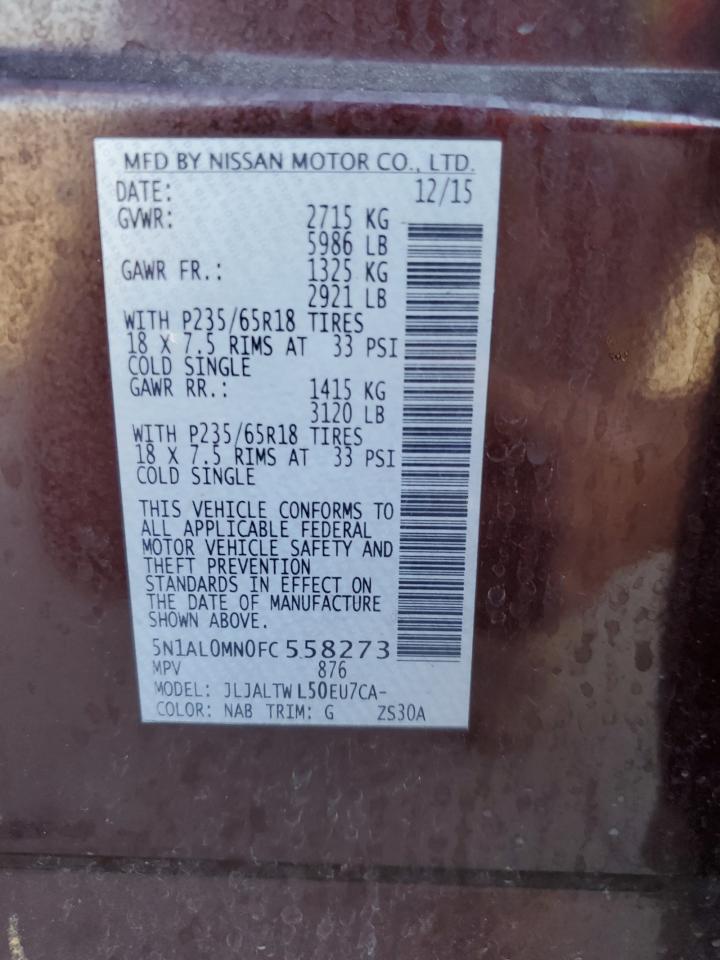 MFD BY NISSAN MOTOR CO., LTD.
DATE: 12/15
GVWR: 2715 KG
5986 LB
GAWR FR.: 1325 KG
2921 LB
WITH P235/65R18 TIRES
18 X 7.5 RIMS AT 33 PSI
COLD SINGLE
GAWR RR.: 1415 KG
3120 LB
WITH P235/65R18 TIRES
18 X 7.5 RIMS AT 33 PSI
COLD SINGLE
THIS VEHICLE CONFORMS TO
ALL APPLICABLE FEDERAL
MOTOR VEHICLE SAFETY AND
THEFT PREVENTION
STANDARDS IN EFFECT ON
THE DATE OF MANUFACTURE
SHOWN ABOVE.
5N1AL0MN0FC558273
MPV 876
MODEL: JLJALTWL50EU7CA-
COLOR: NAB TRIM: G ZS30A